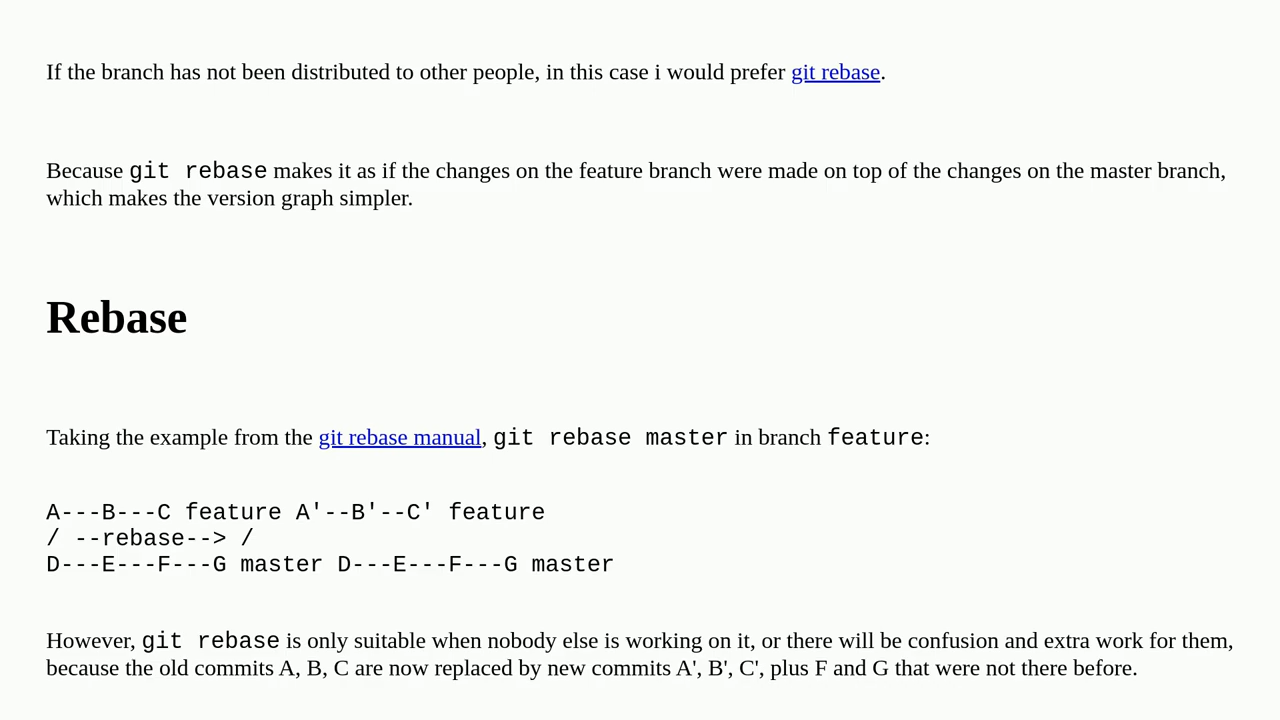 If the branch has not been distributed to other people, in this case i would prefer git rebase.
Because git rebase makes it as if the changes on the feature branch were made on top of the changes on the master branch,
which makes the version graph simpler.
Rebase
Taking the example from the git rebase manual, git rebase master in branch feature:
A---B---C feature A'--B'--C' feature
/ --rebase--> /
D---E---F---G master D---E---F---G master
However, git rebase is only suitable when nobody else is working on it, or there will be confusion and extra work for them,
because the old commits A, B, C are now replaced by new commits A', B', C', plus F and G that were not there before.